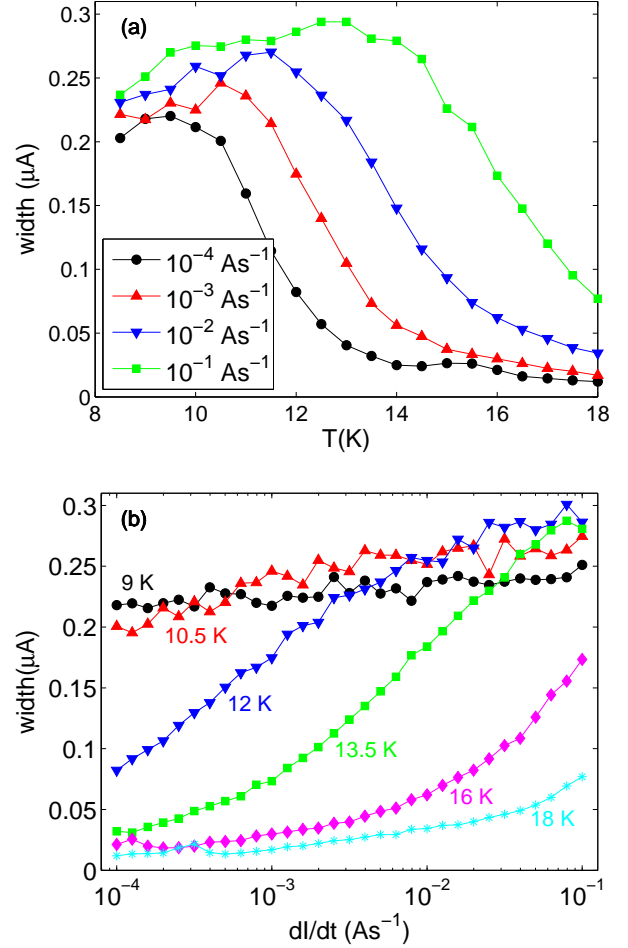 (a)
0.3
0.25
0.2
0.15
0.1
0.05
0
width (μA)
10⁻⁴ As⁻¹
10⁻³ As⁻¹
10⁻² As⁻¹
10⁻¹ As⁻¹
8 10 12 14 16 18
T(K)
(b)
0.3
0.25
0.2
0.15
0.1
0.05
0
width(μA)
9 K
10.5 K
12 K
13.5 K
16 K
18 K
10⁻⁴ 10⁻³ 10⁻² 10⁻¹
dI/dt (As⁻¹)